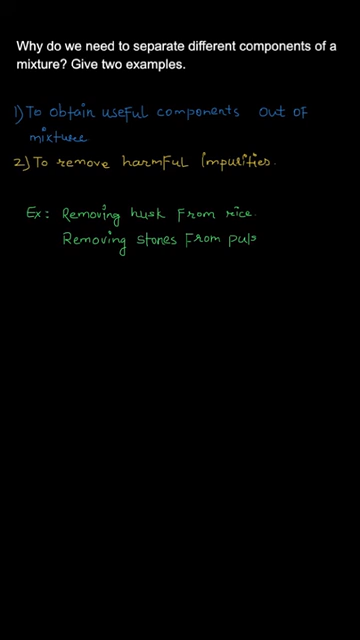 Why do we need to separate different components of a
mixture? Give two examples.
1) To obtain useful components out of
mixture
2) To remove harmful impulities.
Ex: Removing husk from rice.
Removing stones from puls